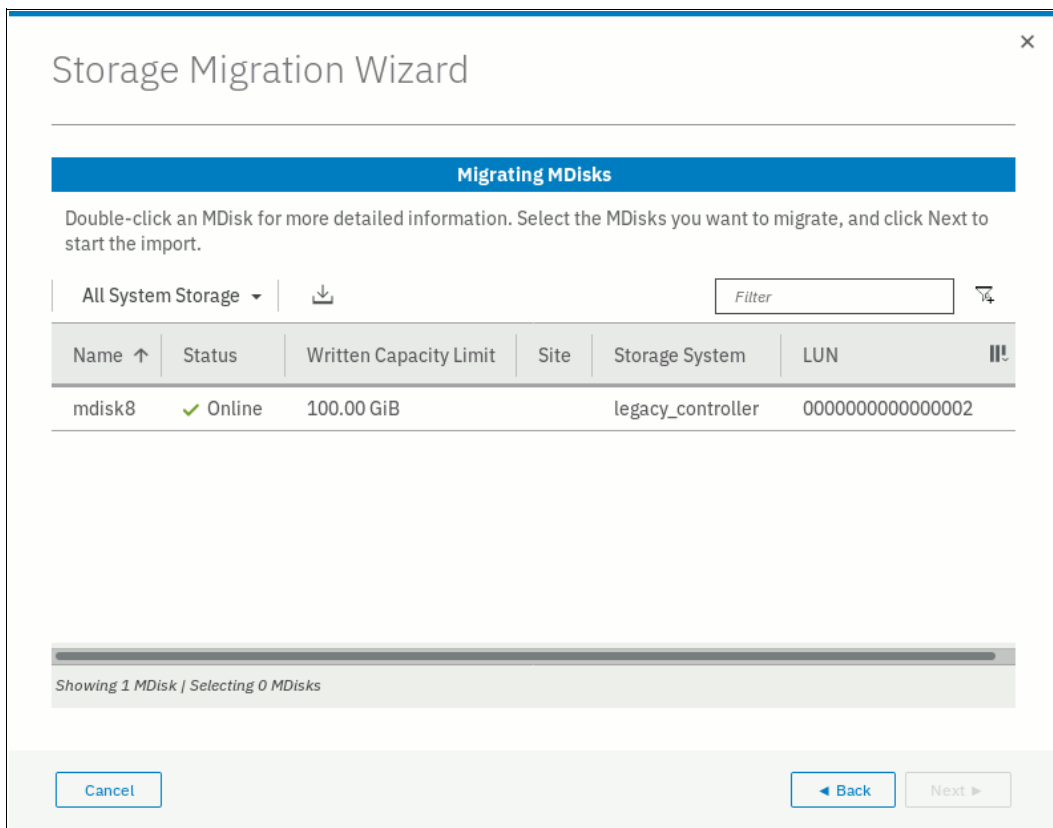 Storage Migration Wizard
Migrating MDisks
Double-click an MDisk for more detailed information. Select the MDisks you want to migrate, and click Next to
start the import.
All System Storage
Filter
Name Status Written Capacity Limit Site Storage System LUN
mdisk8 Online 100.00 GiB legacy_controller 0000000000000002
Showing 1 MDisk | Selecting 0 MDisks
Cancel Back Next